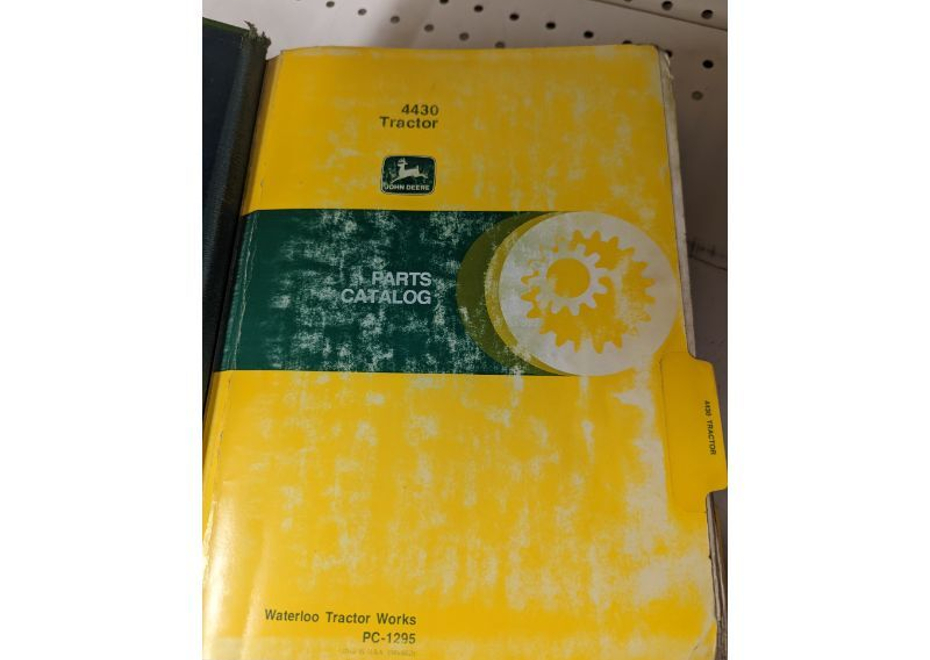 4430
Tractor
JOHN DEERE
PARTS
CATALOG
4430 TRACTOR
Waterloo Tractor Works
PC-1295